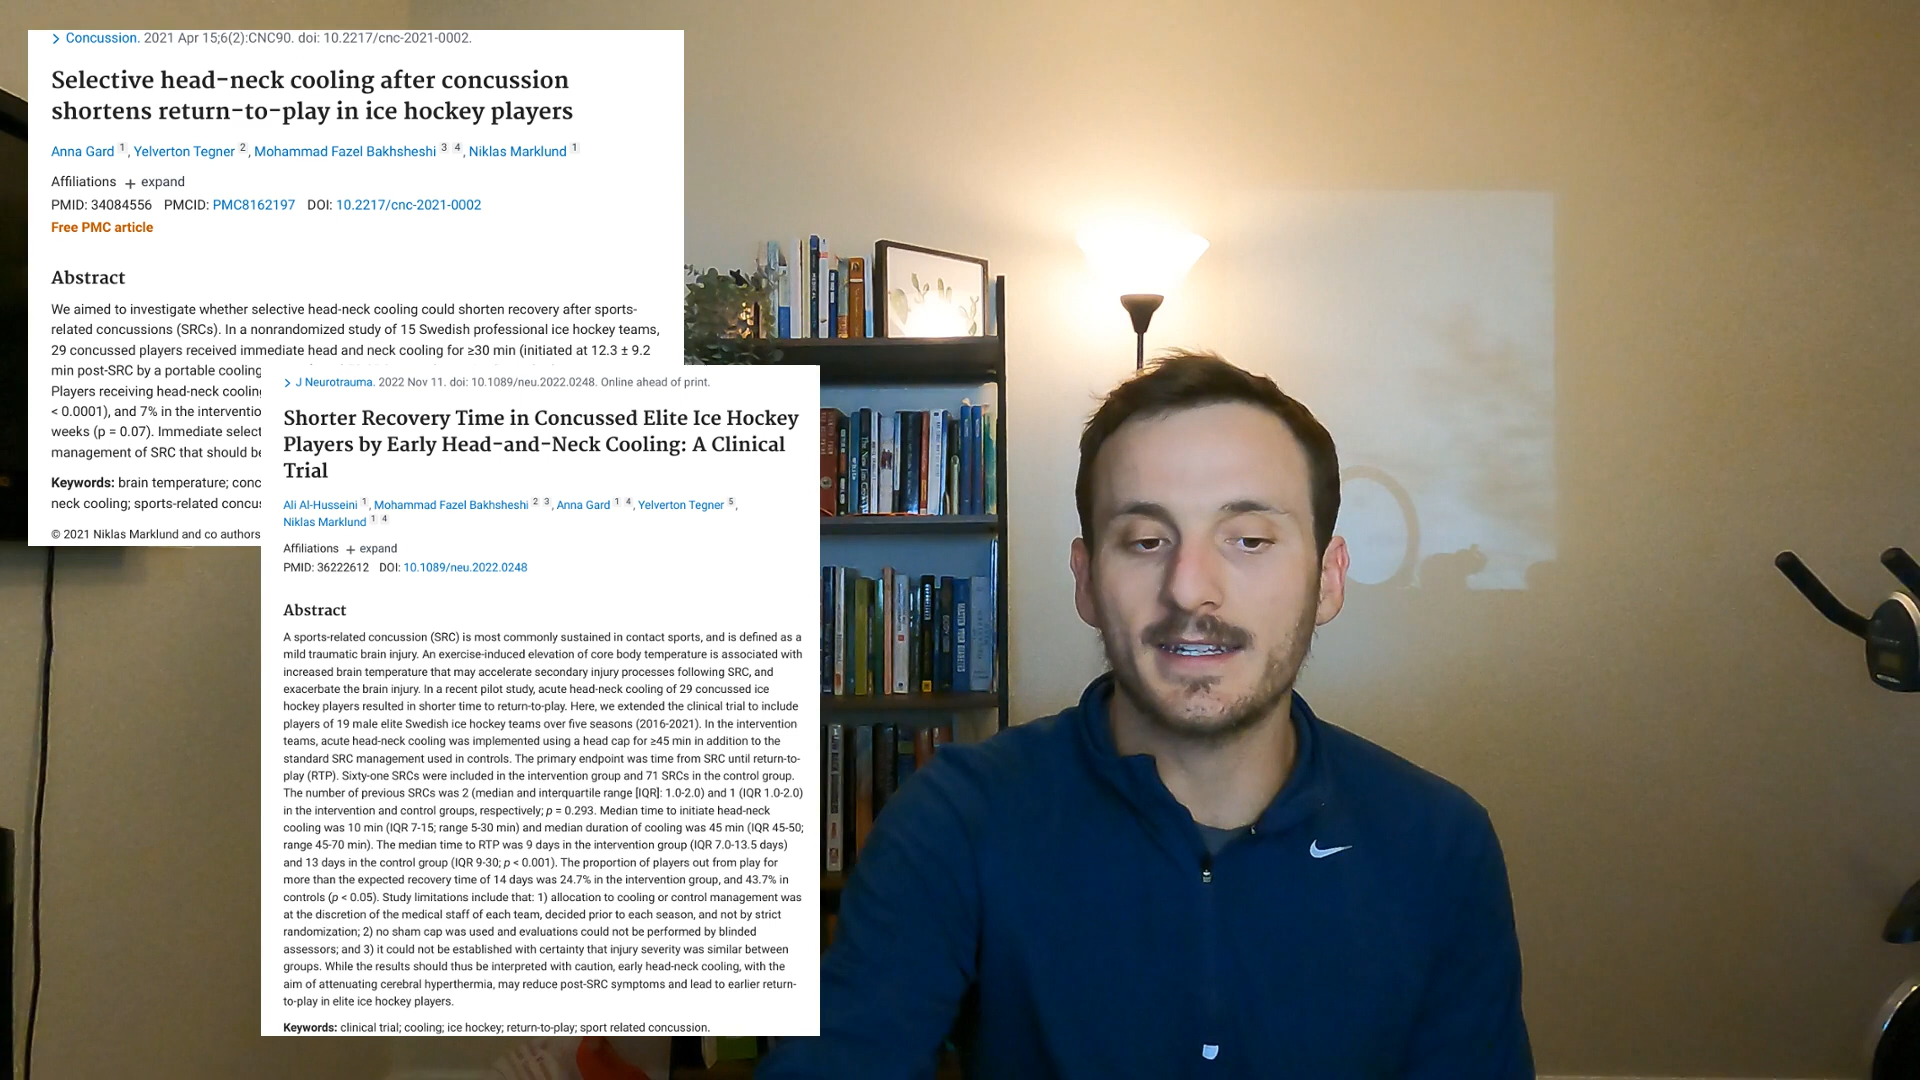 > Concussion. 2021 Apr 15;6(2):CNC90. doi: 10.2217/cnc-2021-0002.
Selective head-neck cooling after concussion
shortens return-to-play in ice hockey players
Anna Gard 1, Yelverton Tegner 2, Mohammad Fazel Bakhsheshi 3 4, Niklas Marklund 1
Affiliations + expand
PMID: 34084556 PMCID: PMC8162197 DOI: 10.2217/cnc-2021-0002
Free PMC article
Abstract
We aimed to investigate whether selective head-neck cooling could shorten recovery after sports-
related concussions (SRCs). In a nonrandomized study of 15 Swedish professional ice hockey teams,
29 concussed players received immediate head and neck cooling for ≥30 min (initiated at 12.3 ± 9.2
min post-SRC by a portable cooling
Players receiving head-neck cooling
< 0.0001), and 7% in the interventio
weeks (p = 0.07). Immediate select
management of SRC that should be
Keywords: brain temperature; conc
neck cooling; sports-related concus
© 2021 Niklas Marklund and co authors
> J Neurotrauma. 2022 Nov 11. doi: 10.1089/neu.2022.0248. Online ahead of print.
Shorter Recovery Time in Concussed Elite Ice Hockey
Players by Early Head-and-Neck Cooling: A Clinical
Trial
Ali Al-Husseini 1, Mohammad Fazel Bakhsheshi 2 3, Anna Gard 1 4, Yelverton Tegner 5,
Niklas Marklund 1 4
Affiliations + expand
PMID: 36222612 DOI: 10.1089/neu.2022.0248
Abstract
A sports-related concussion (SRC) is most commonly sustained in contact sports, and is defined as a
mild traumatic brain injury. An exercise-induced elevation of core body temperature is associated with
increased brain temperature that may accelerate secondary injury processes following SRC, and
exacerbate the brain injury. In a recent pilot study, acute head-neck cooling of 29 concussed ice
hockey players resulted in shorter time to return-to-play. Here, we extended the clinical trial to include
players of 19 male elite Swedish ice hockey teams over five seasons (2016-2021). In the intervention
teams, acute head-neck cooling was implemented using a head cap for ≥45 min in addition to the
standard SRC management used in controls. The primary endpoint was time from SRC until return-to-
play (RTP). Sixty-one SRCs were included in the intervention group and 71 SRCs in the control group.
The number of previous SRCs was 2 (median and interquartile range [IQR]: 1.0-2.0) and 1 (IQR 1.0-2.0)
in the intervention and control groups, respectively; p = 0.293. Median time to initiate head-neck
cooling was 10 min (IQR 7-15; range 5-30 min) and median duration of cooling was 45 min (IQR 45-50;
range 45-70 min). The median time to RTP was 9 days in the intervention group (IQR 7.0-13.5 days)
and 13 days in the control group (IQR 9-30; p < 0.001). The proportion of players out from play for
more than the expected recovery time of 14 days was 24.7% in the intervention group, and 43.7% in
controls (p < 0.05). Study limitations include that: 1) allocation to cooling or control management was
at the discretion of the medical staff of each team, decided prior to each season, and not by strict
randomization; 2) no sham cap was used and evaluations could not be performed by blinded
assessors; and 3) it could not be established with certainty that injury severity was similar between
groups. While the results should thus be interpreted with caution, early head-neck cooling, with the
aim of attenuating cerebral hyperthermia, may reduce post-SRC symptoms and lead to earlier return-
to-play in elite ice hockey players.
Keywords: clinical trial; cooling; ice hockey; return-to-play; sport related concussion.